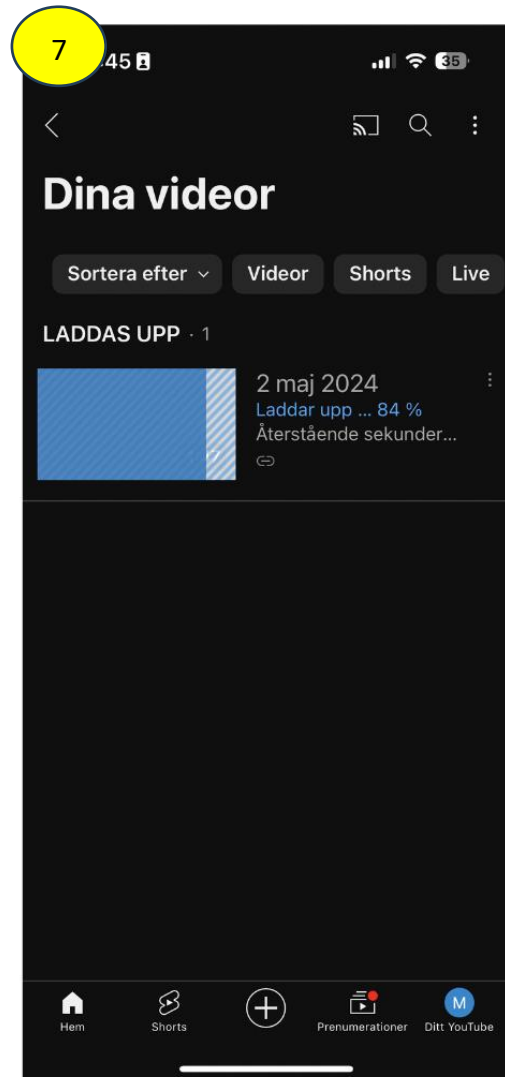 7
:45
35
Dina videor
Sortera efter
Videor
Shorts
Live
LADDAS UPP · 1
2 maj 2024
Laddar upp ... 84 %
Återstående sekunder...
Hem
Shorts
Prenumerationer
M
Ditt YouTube